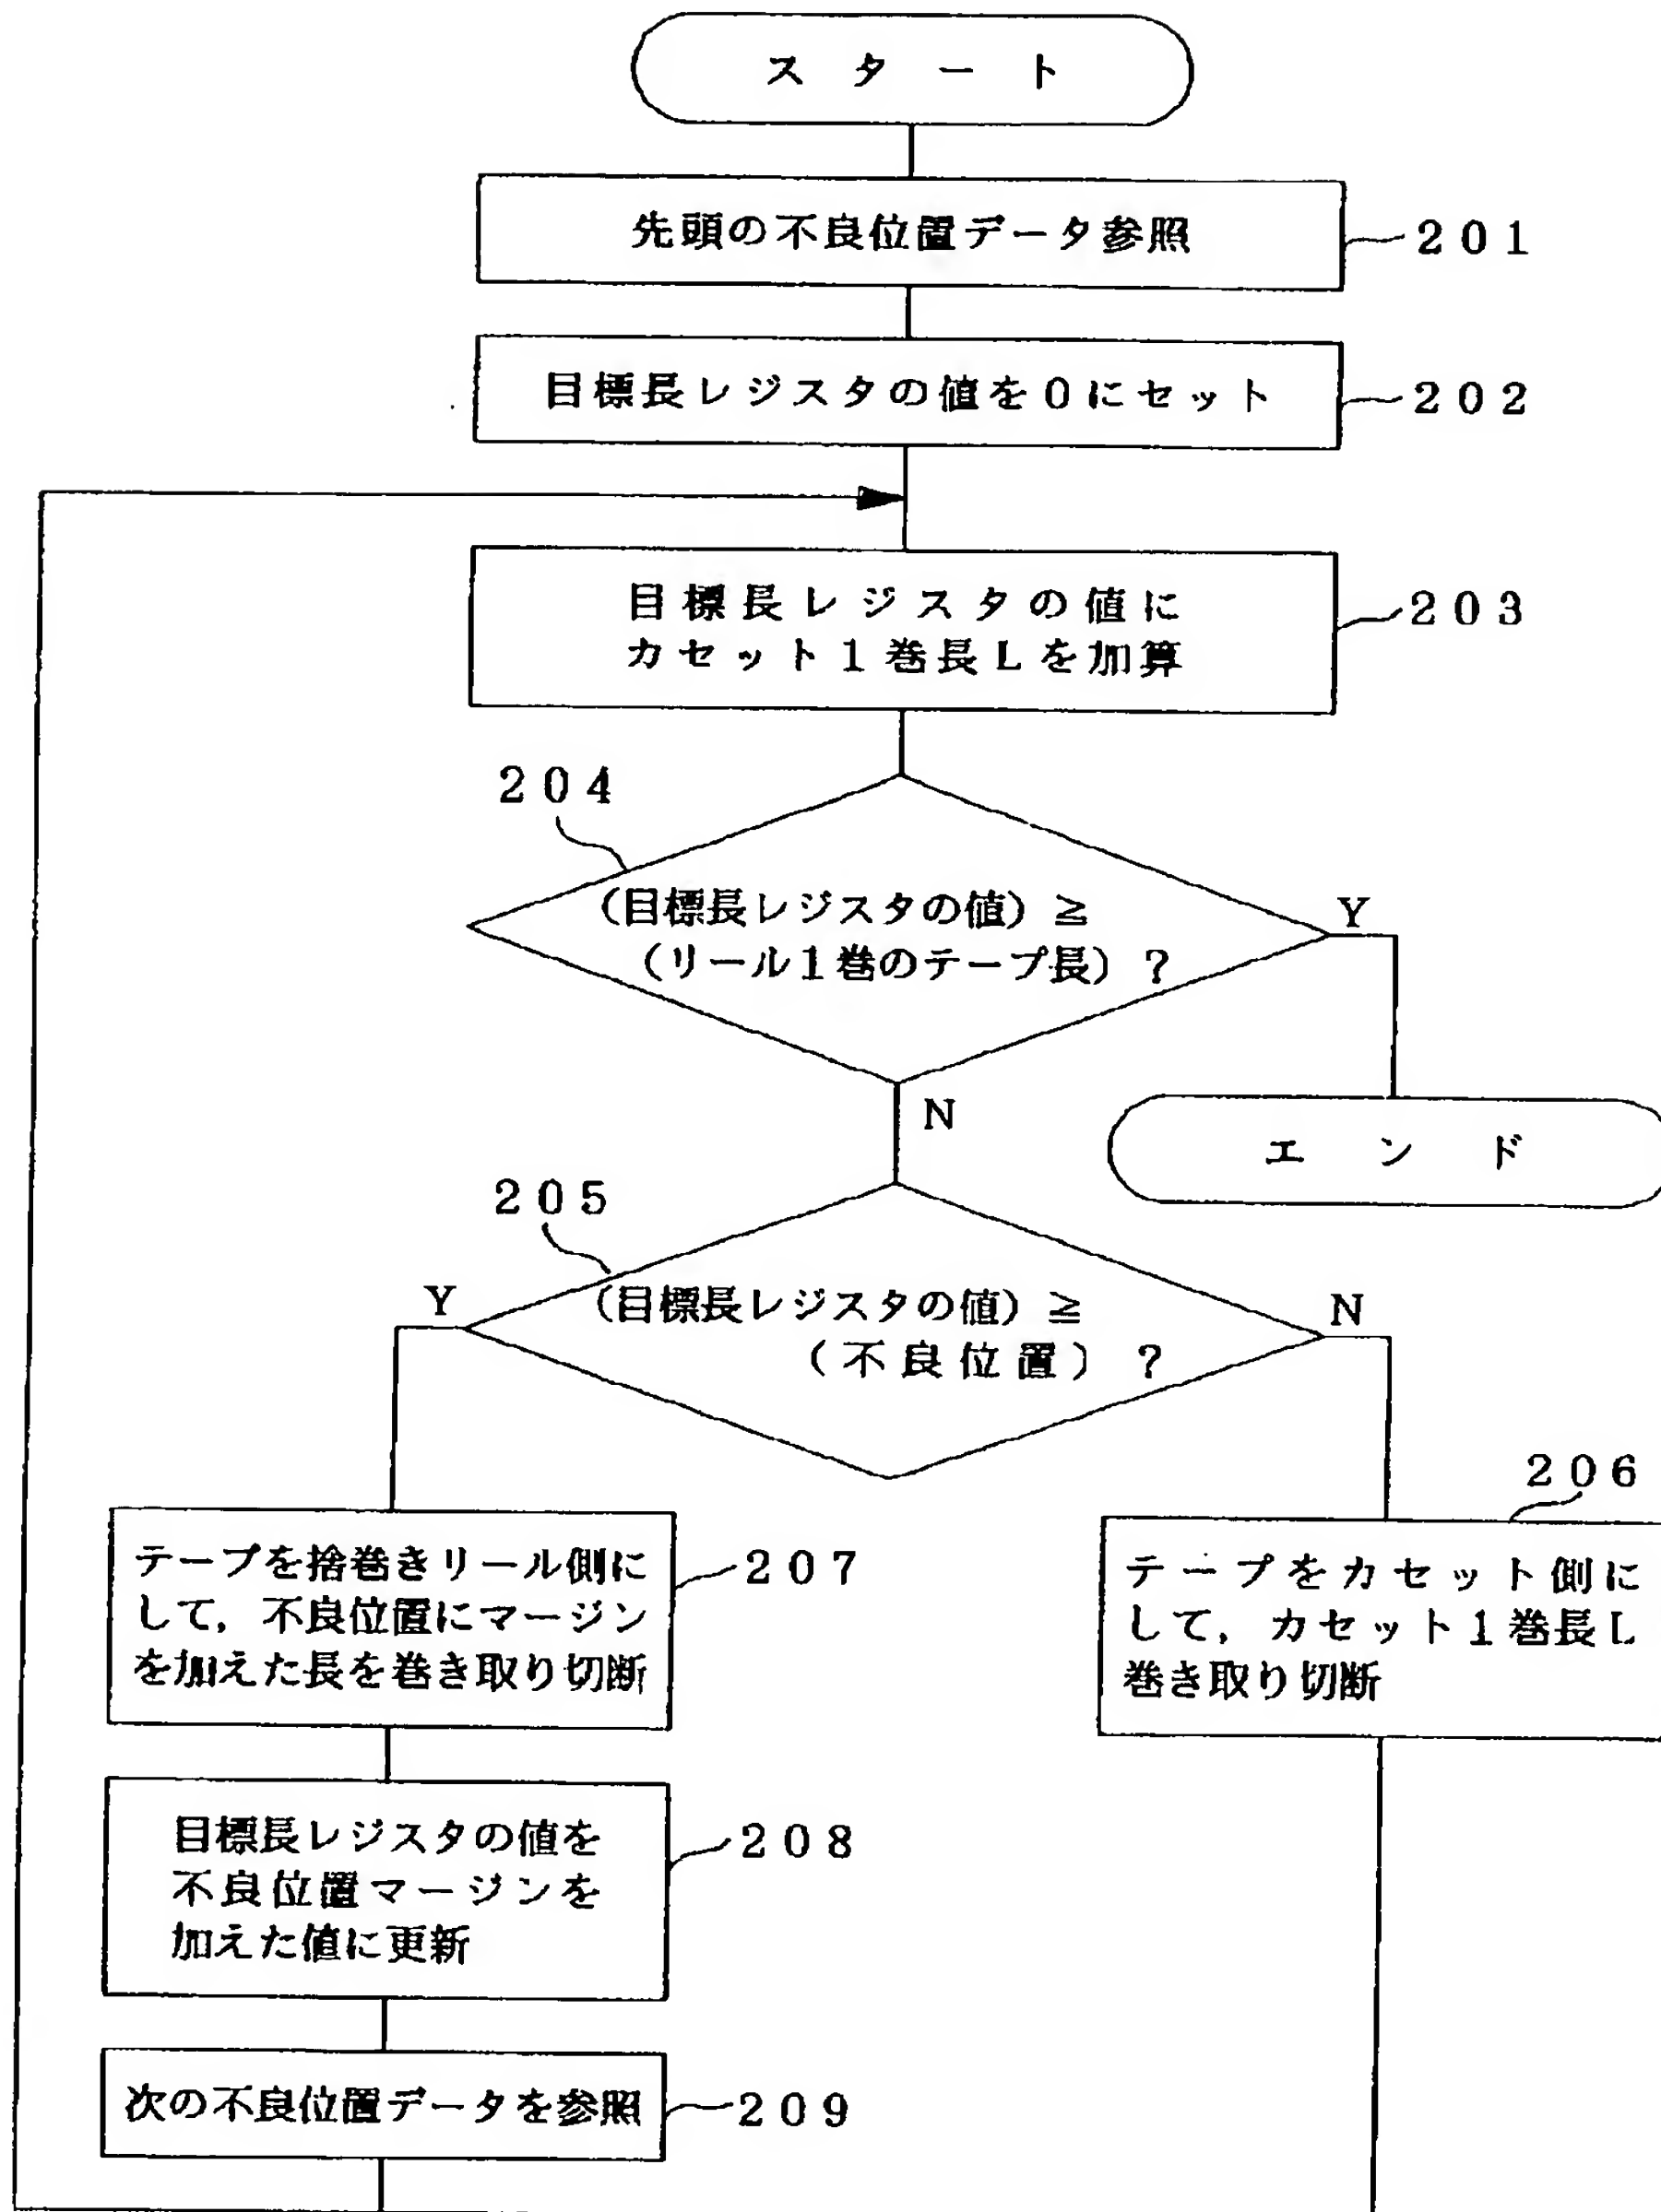 スタート
先頭の不良位置データ参照
201
目標長レジスタの値を0にセット
202
目標長レジスタの値に
カセット1巻長Lを加算
203
204
(目標長レジスタの値)≧
(リール1巻のテープ長)?
Y
N
エンド
205
(目標長レジスタの値)≧
(不良位置)?
Y
N
206
テープをカセット側に
して,カセット1巻長L
巻き取り切断
テープを捨巻きリール側に
して,不良位置にマージン
を加えた長を巻き取り切断
207
目標長レジスタの値を
不良位置マージンを
加えた値に更新
208
次の不良位置データを参照
209